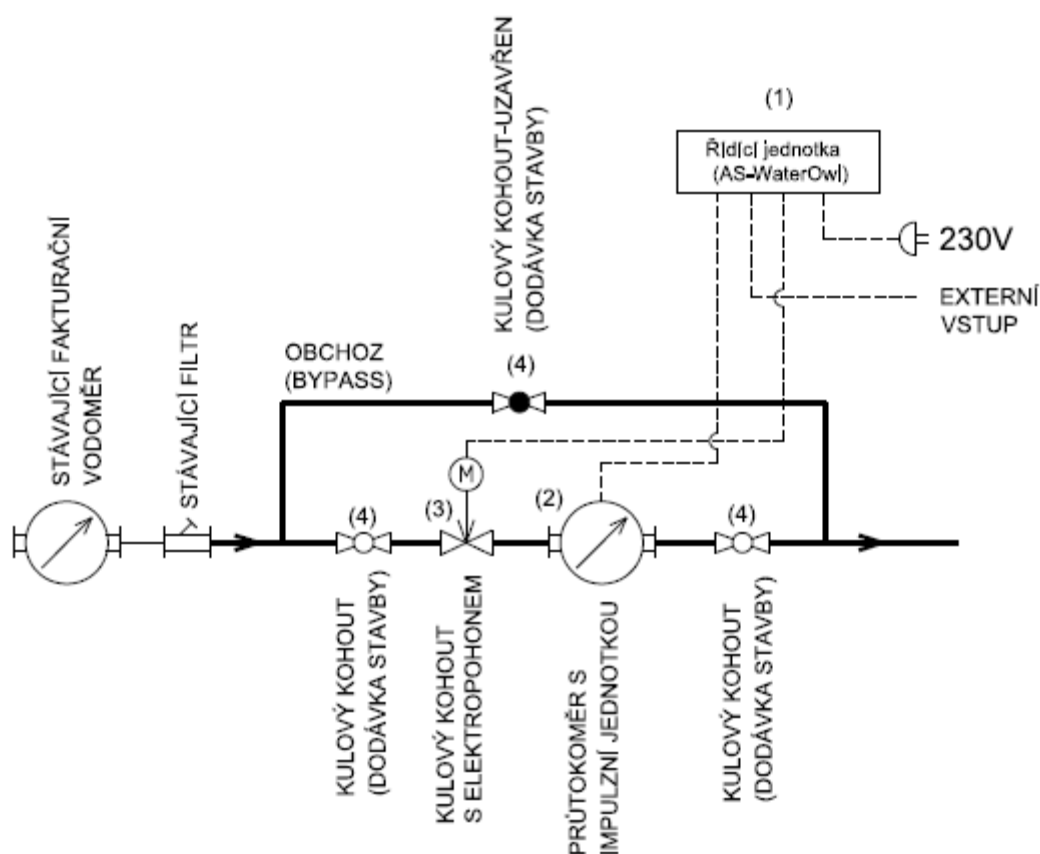 (1)
Řídící jednotka
(AS-WaterOwl)
230V
EXTERNÍ
VSTUP
KULOVÝ KOHOUT-UZAVŘEN
(DODÁVKA STAVBY)
(4)
OBCHOZ
(BYPASS)
STÁVAJÍCÍ FAKTURAČNÍ
VODOMĚR
STÁVAJÍCÍ FILTR
M
(4)
(3)
(2)
(4)
KULOVÝ KOHOUT
(DODÁVKA STAVBY)
KULOVÝ KOHOUT
S ELEKTROPOHONEM
PRŮTOKOMĚR S
IMPULZNÍ JEDNOTKOU
KULOVÝ KOHOUT
(DODÁVKA STAVBY)